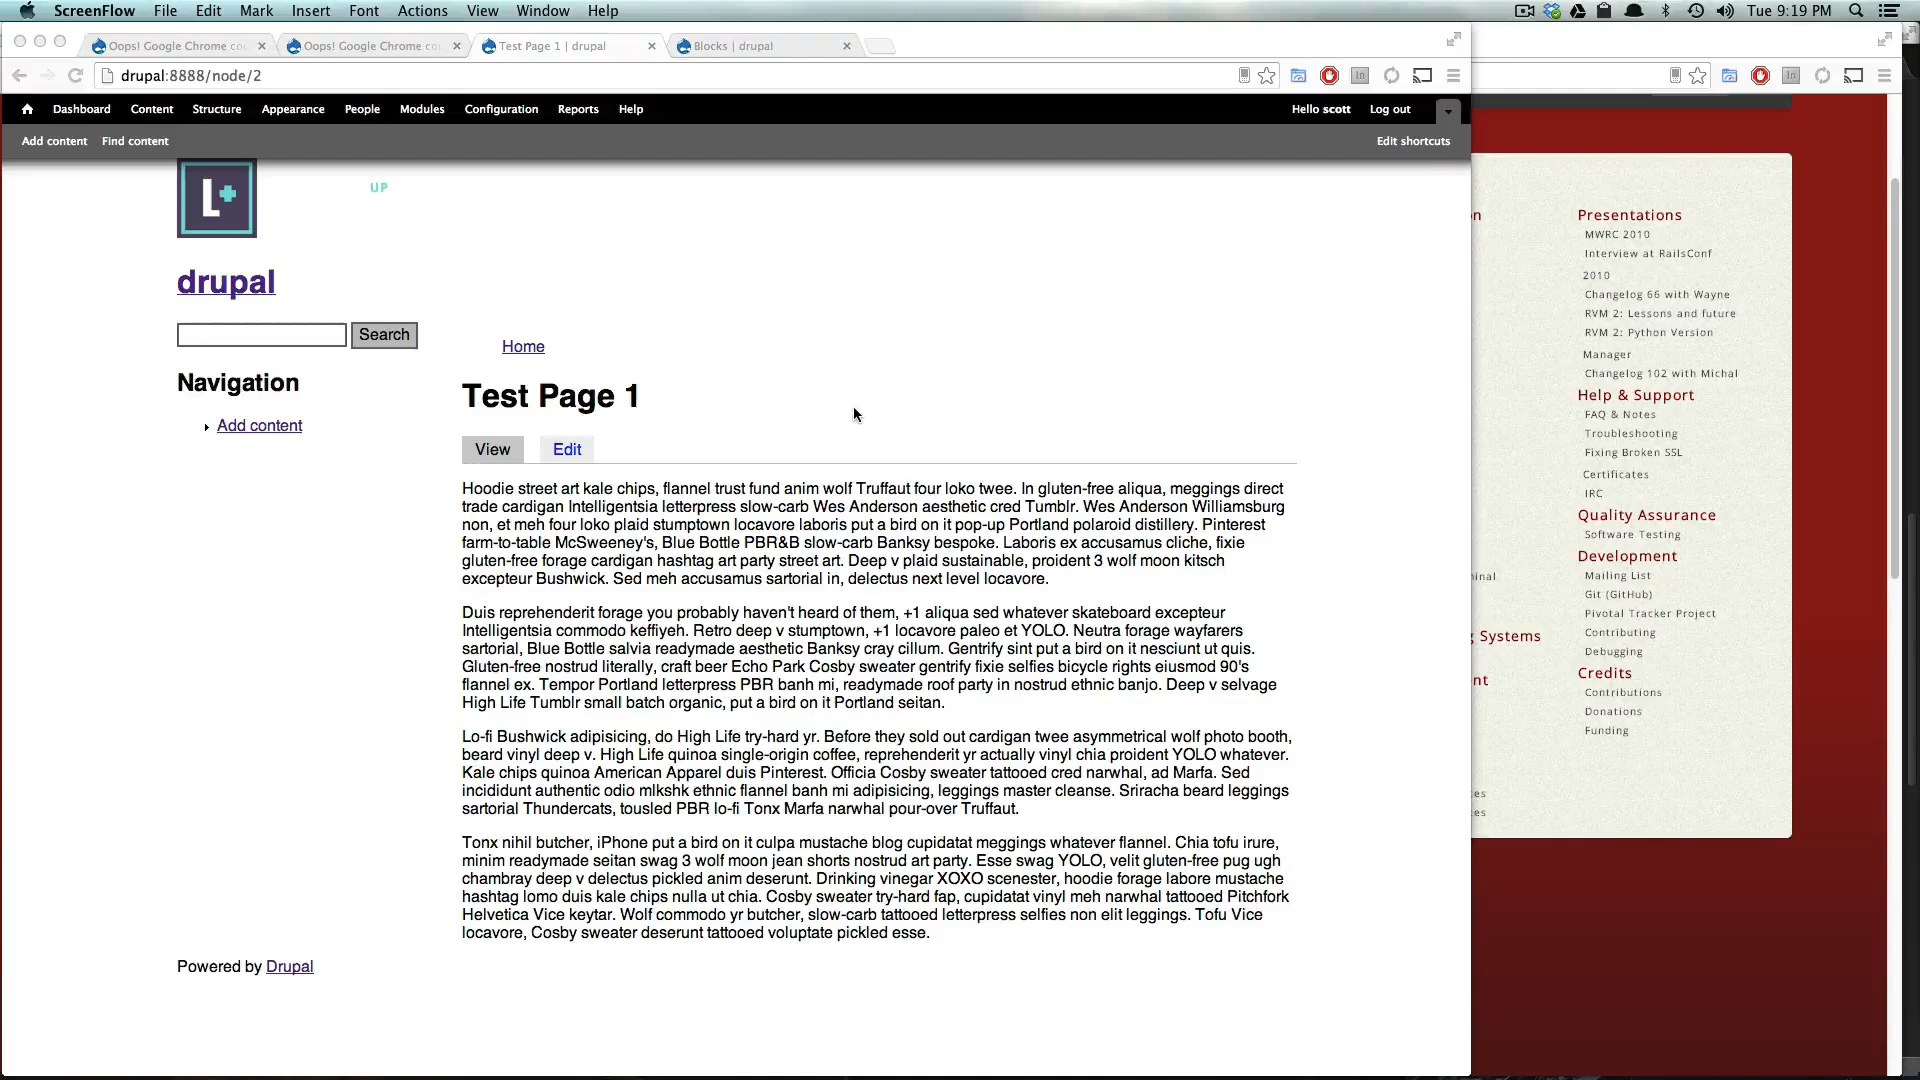 ScreenFlow File Edit Mark Insert Font Actions View Window Help
Tue 9:19 PM
Oops! Google Chrome co
Oops! Google Chrome co
Test Page 1 | drupal
Blocks | drupal
drupal:8888/node/2
Dashboard Content Structure Appearance People Modules Configuration Reports Help
Hello scott Log out
Add content Find content
Edit shortcuts
L+
UP
drupal
Search
Home
Navigation
Add content
Test Page 1
View Edit
Hoodie street art kale chips, flannel trust fund anim wolf Truffaut four loko twee. In gluten-free aliqua, meggings direct
trade cardigan Intelligentsia letterpress slow-carb Wes Anderson aesthetic cred Tumblr. Wes Anderson Williamsburg
non, et meh four loko plaid stumptown locavore laboris put a bird on it pop-up Portland polaroid distillery. Pinterest
farm-to-table McSweeney's, Blue Bottle PBR&B slow-carb Banksy bespoke. Laboris ex accusamus cliche, fixie
gluten-free forage cardigan hashtag art party street art. Deep v plaid sustainable, proident 3 wolf moon kitsch
excepteur Bushwick. Sed meh accusamus sartorial in, delectus next level locavore.
Duis reprehenderit forage you probably haven't heard of them, +1 aliqua sed whatever skateboard excepteur
Intelligentsia commodo keffiyeh. Retro deep v stumptown, +1 locavore paleo et YOLO. Neutra forage wayfarers
sartorial, Blue Bottle salvia readymade aesthetic Banksy cray cillum. Gentrify sint put a bird on it nesciunt ut quis.
Gluten-free nostrud literally, craft beer Echo Park Cosby sweater gentrify fixie selfies bicycle rights eiusmod 90's
flannel ex. Tempor Portland letterpress PBR banh mi, readymade roof party in nostrud ethnic banjo. Deep v selvage
High Life Tumblr small batch organic, put a bird on it Portland seitan.
Lo-fi Bushwick adipisicing, do High Life try-hard yr. Before they sold out cardigan twee asymmetrical wolf photo booth,
beard vinyl deep v. High Life quinoa single-origin coffee, reprehenderit yr actually vinyl chia proident YOLO whatever.
Kale chips quinoa American Apparel duis Pinterest. Officia Cosby sweater tattooed cred narwhal, ad Marfa. Sed
incididunt authentic odio mlkshk ethnic flannel banh mi adipisicing, leggings master cleanse. Sriracha beard leggings
sartorial Thundercats, tousled PBR lo-fi Tonx Marfa narwhal pour-over Truffaut.
Tonx nihil butcher, iPhone put a bird on it culpa mustache blog cupidatat meggings whatever flannel. Chia tofu irure,
minim readymade seitan swag 3 wolf moon jean shorts nostrud art party. Esse swag YOLO, velit gluten-free pug ugh
chambray deep v delectus pickled anim deserunt. Drinking vinegar XOXO scenester, hoodie forage labore mustache
hashtag lomo duis kale chips nulla ut chia. Cosby sweater try-hard fap, cupidatat vinyl meh narwhal tattooed Pitchfork
Helvetica Vice keytar. Wolf commodo yr butcher, slow-carb tattooed letterpress selfies non elit leggings. Tofu Vice
locavore, Cosby sweater deserunt tattooed voluptate pickled esse.
Powered by Drupal
n
inal
Systems
nt
es
es
Presentations
MWRC 2010
Interview at RailsConf
2010
Changelog 66 with Wayne
RVM 2: Lessons and future
RVM 2: Python Version
Manager
Changelog 102 with Michal
Help & Support
FAQ & Notes
Troubleshooting
Fixing Broken SSL
Certificates
IRC
Quality Assurance
Software Testing
Development
Mailing List
Git (GitHub)
Pivotal Tracker Project
Contributing
Debugging
Credits
Contributions
Donations
Funding